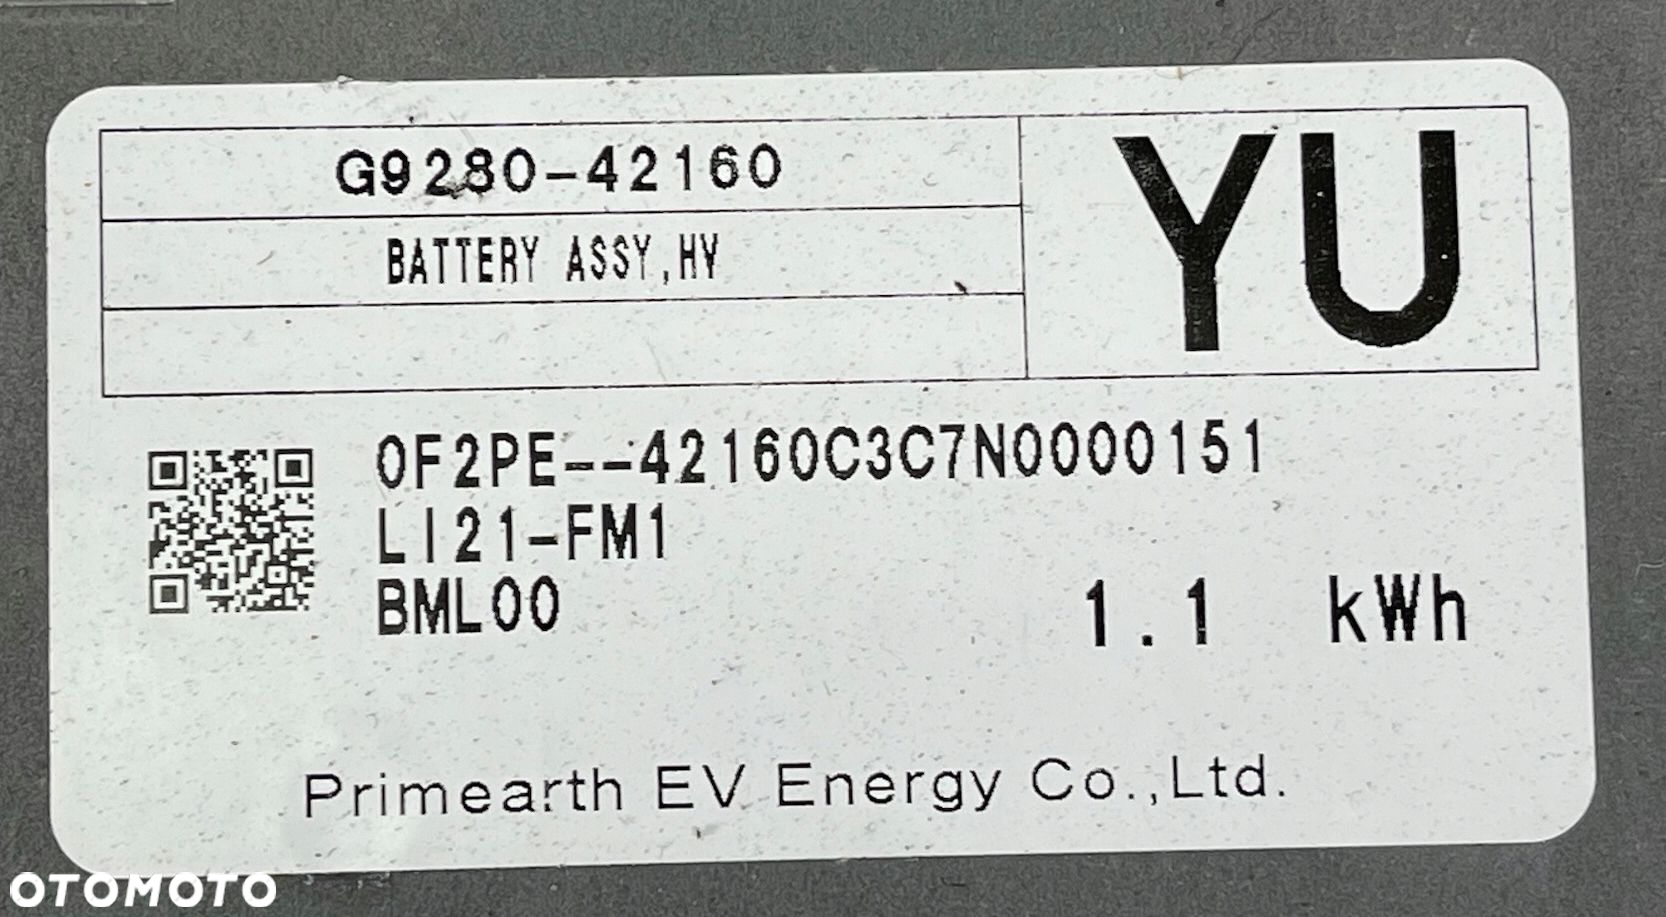 G9280-42160
YU
BATTERY ASSY,HV
0F2PE--42160C3C7N0000151
LI21-FM1
BML00
1.1 kWh
Primearth EV Energy Co.,Ltd.
OTOMOTO